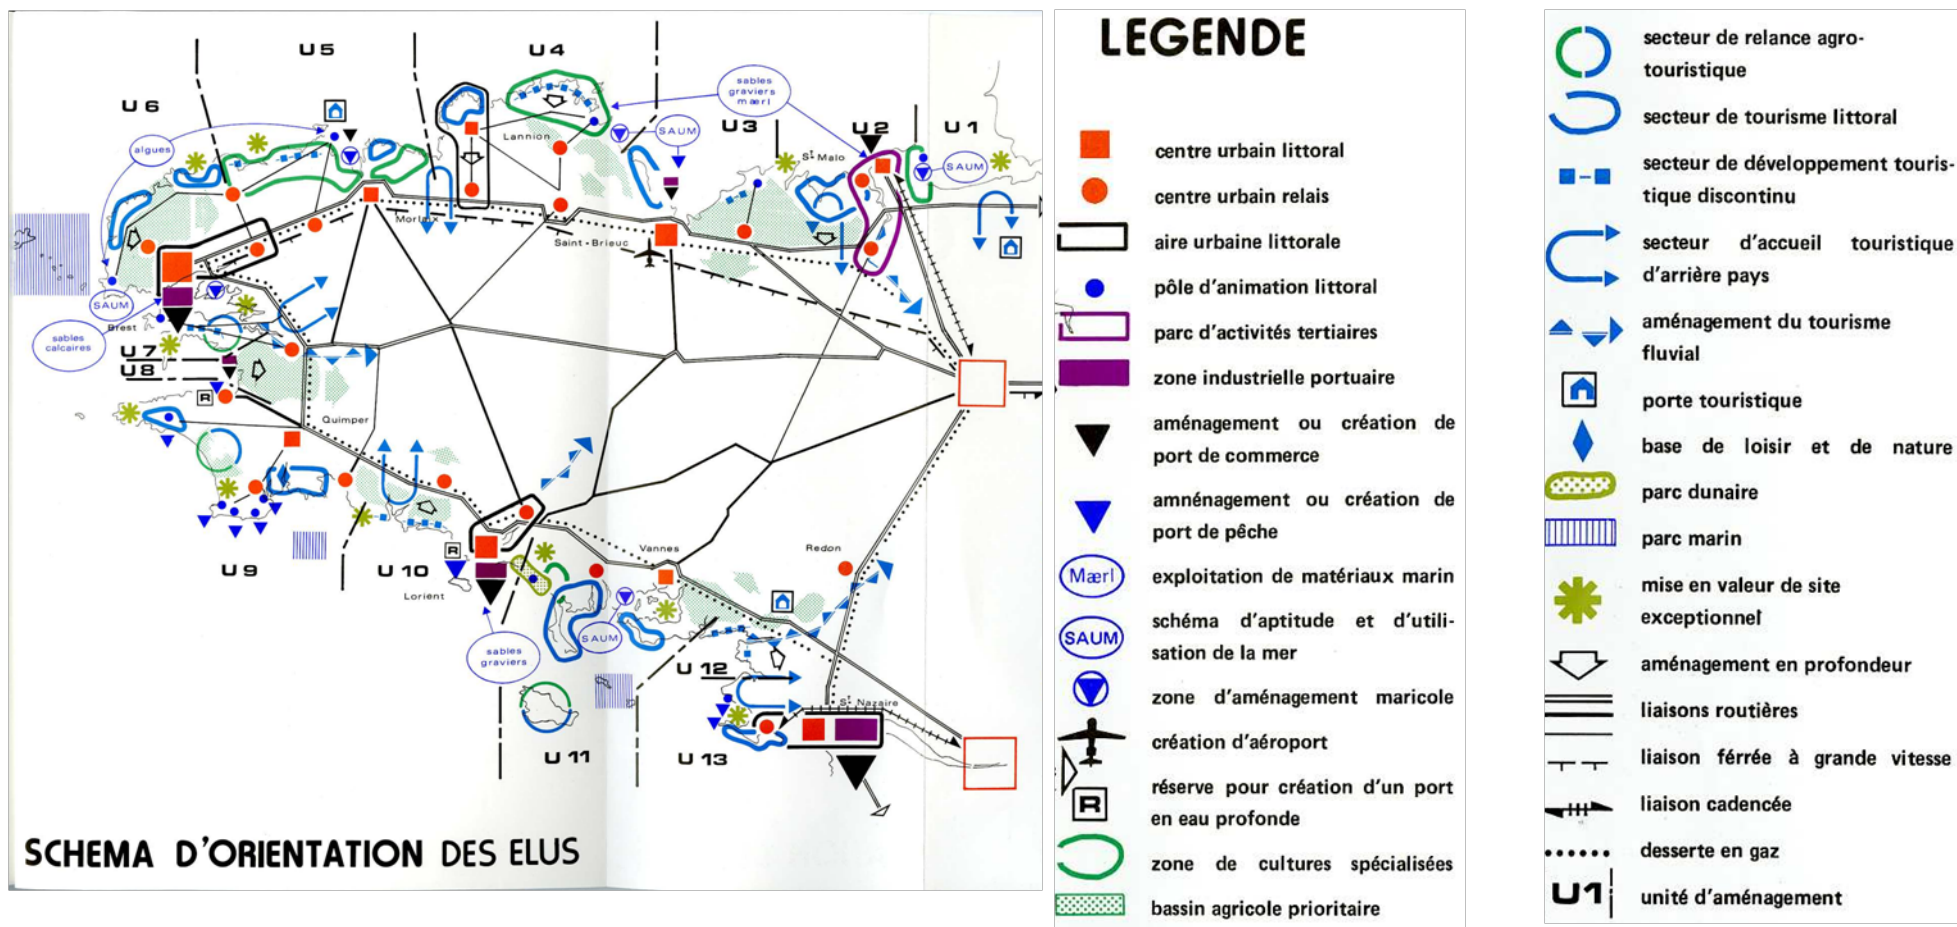 U 5
U 4
U 6
U 3
U 2
U 1
sables
graviers
mærl
SAUM
algues
Lannion
St Malo
SAUM
Morlaix
Saint-Brieuc
SAUM
Brest
sables
calcaires
U 7
U 8
R
Quimper
U 9
U 10
R
Lorient
Vannes
Redon
SAUM
sables
graviers
U 11
U 12
U 13
St Nazaire
SCHEMA D'ORIENTATION DES ELUS
LEGENDE
centre urbain littoral
centre urbain relais
aire urbaine littorale
pôle d'animation littoral
parc d'activités tertiaires
zone industrielle portuaire
aménagement ou création de
port de commerce
amnénagement ou création de
port de pêche
Mærl
exploitation de matériaux marin
SAUM
schéma d'aptitude et d'utili-
sation de la mer
zone d'aménagement maricole
création d'aéroport
R
réserve pour création d'un port
en eau profonde
zone de cultures spécialisées
bassin agricole prioritaire
secteur de relance agro-
touristique
secteur de tourisme littoral
secteur de développement touris-
tique discontinu
secteur d'accueil touristique
d'arrière pays
aménagement du tourisme
fluvial
porte touristique
base de loisir et de nature
parc dunaire
parc marin
mise en valeur de site
exceptionnel
aménagement en profondeur
liaisons routières
liaison férrée à grande vitesse
liaison cadencée
desserte en gaz
U1
unité d'aménagement